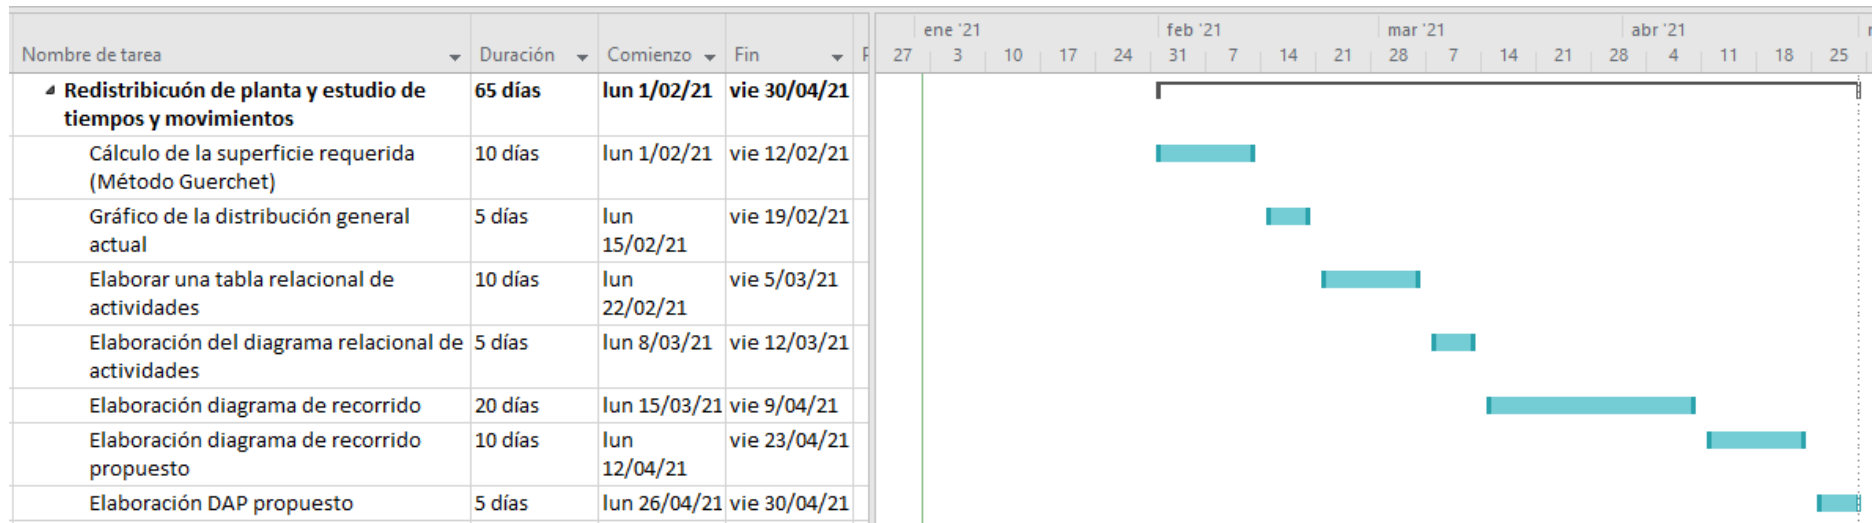 ene '21 feb '21 mar '21 abr '21
Nombre de tarea Duración Comienzo Fin 27 3 10 17 24 31 7 14 21 28 7 14 21 28 4 11 18 25
Redistribicuón de planta y estudio de tiempos y movimientos 65 días lun 1/02/21 vie 30/04/21
Cálculo de la superficie requerida (Método Guerchet) 10 días lun 1/02/21 vie 12/02/21
Gráfico de la distribución general actual 5 días lun 15/02/21 vie 19/02/21
Elaborar una tabla relacional de actividades 10 días lun 22/02/21 vie 5/03/21
Elaboración del diagrama relacional de actividades 5 días lun 8/03/21 vie 12/03/21
Elaboración diagrama de recorrido 20 días lun 15/03/21 vie 9/04/21
Elaboración diagrama de recorrido propuesto 10 días lun 12/04/21 vie 23/04/21
Elaboración DAP propuesto 5 días lun 26/04/21 vie 30/04/21